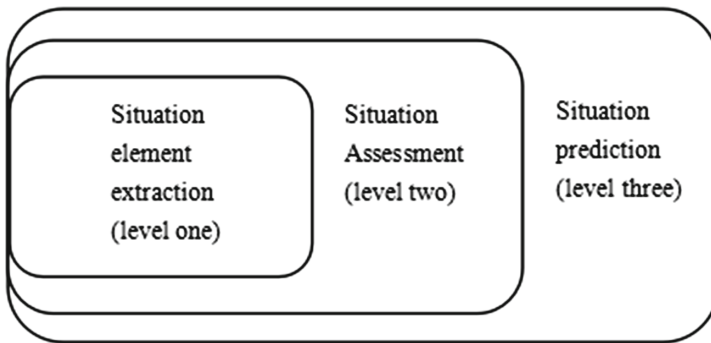 Situation
element
extraction
(level one)
Situation
Assessment
(level two)
Situation
prediction
(level three)